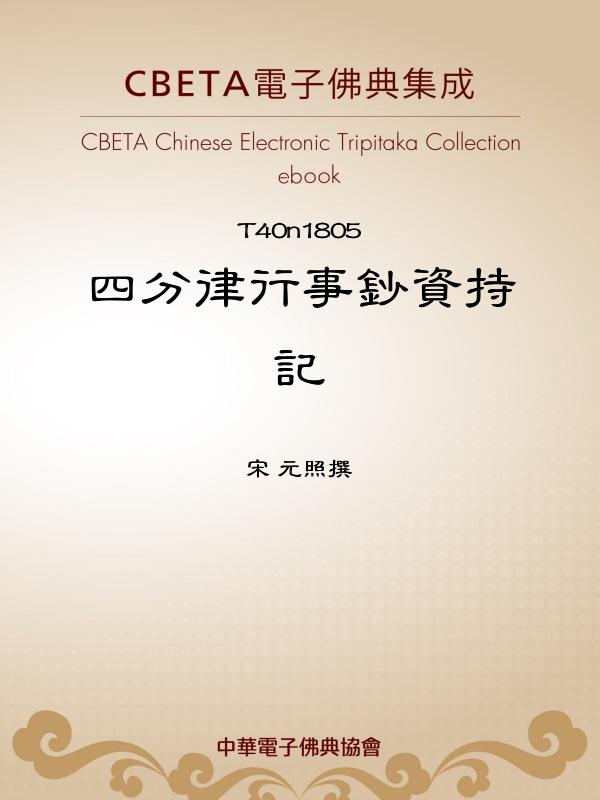 CBETA電子佛典集成
CBETA Chinese Electronic Tripitaka Collection
ebook
T40n1805
四分律行事鈔資持
記
宋 元照撰
中華電子佛典協會